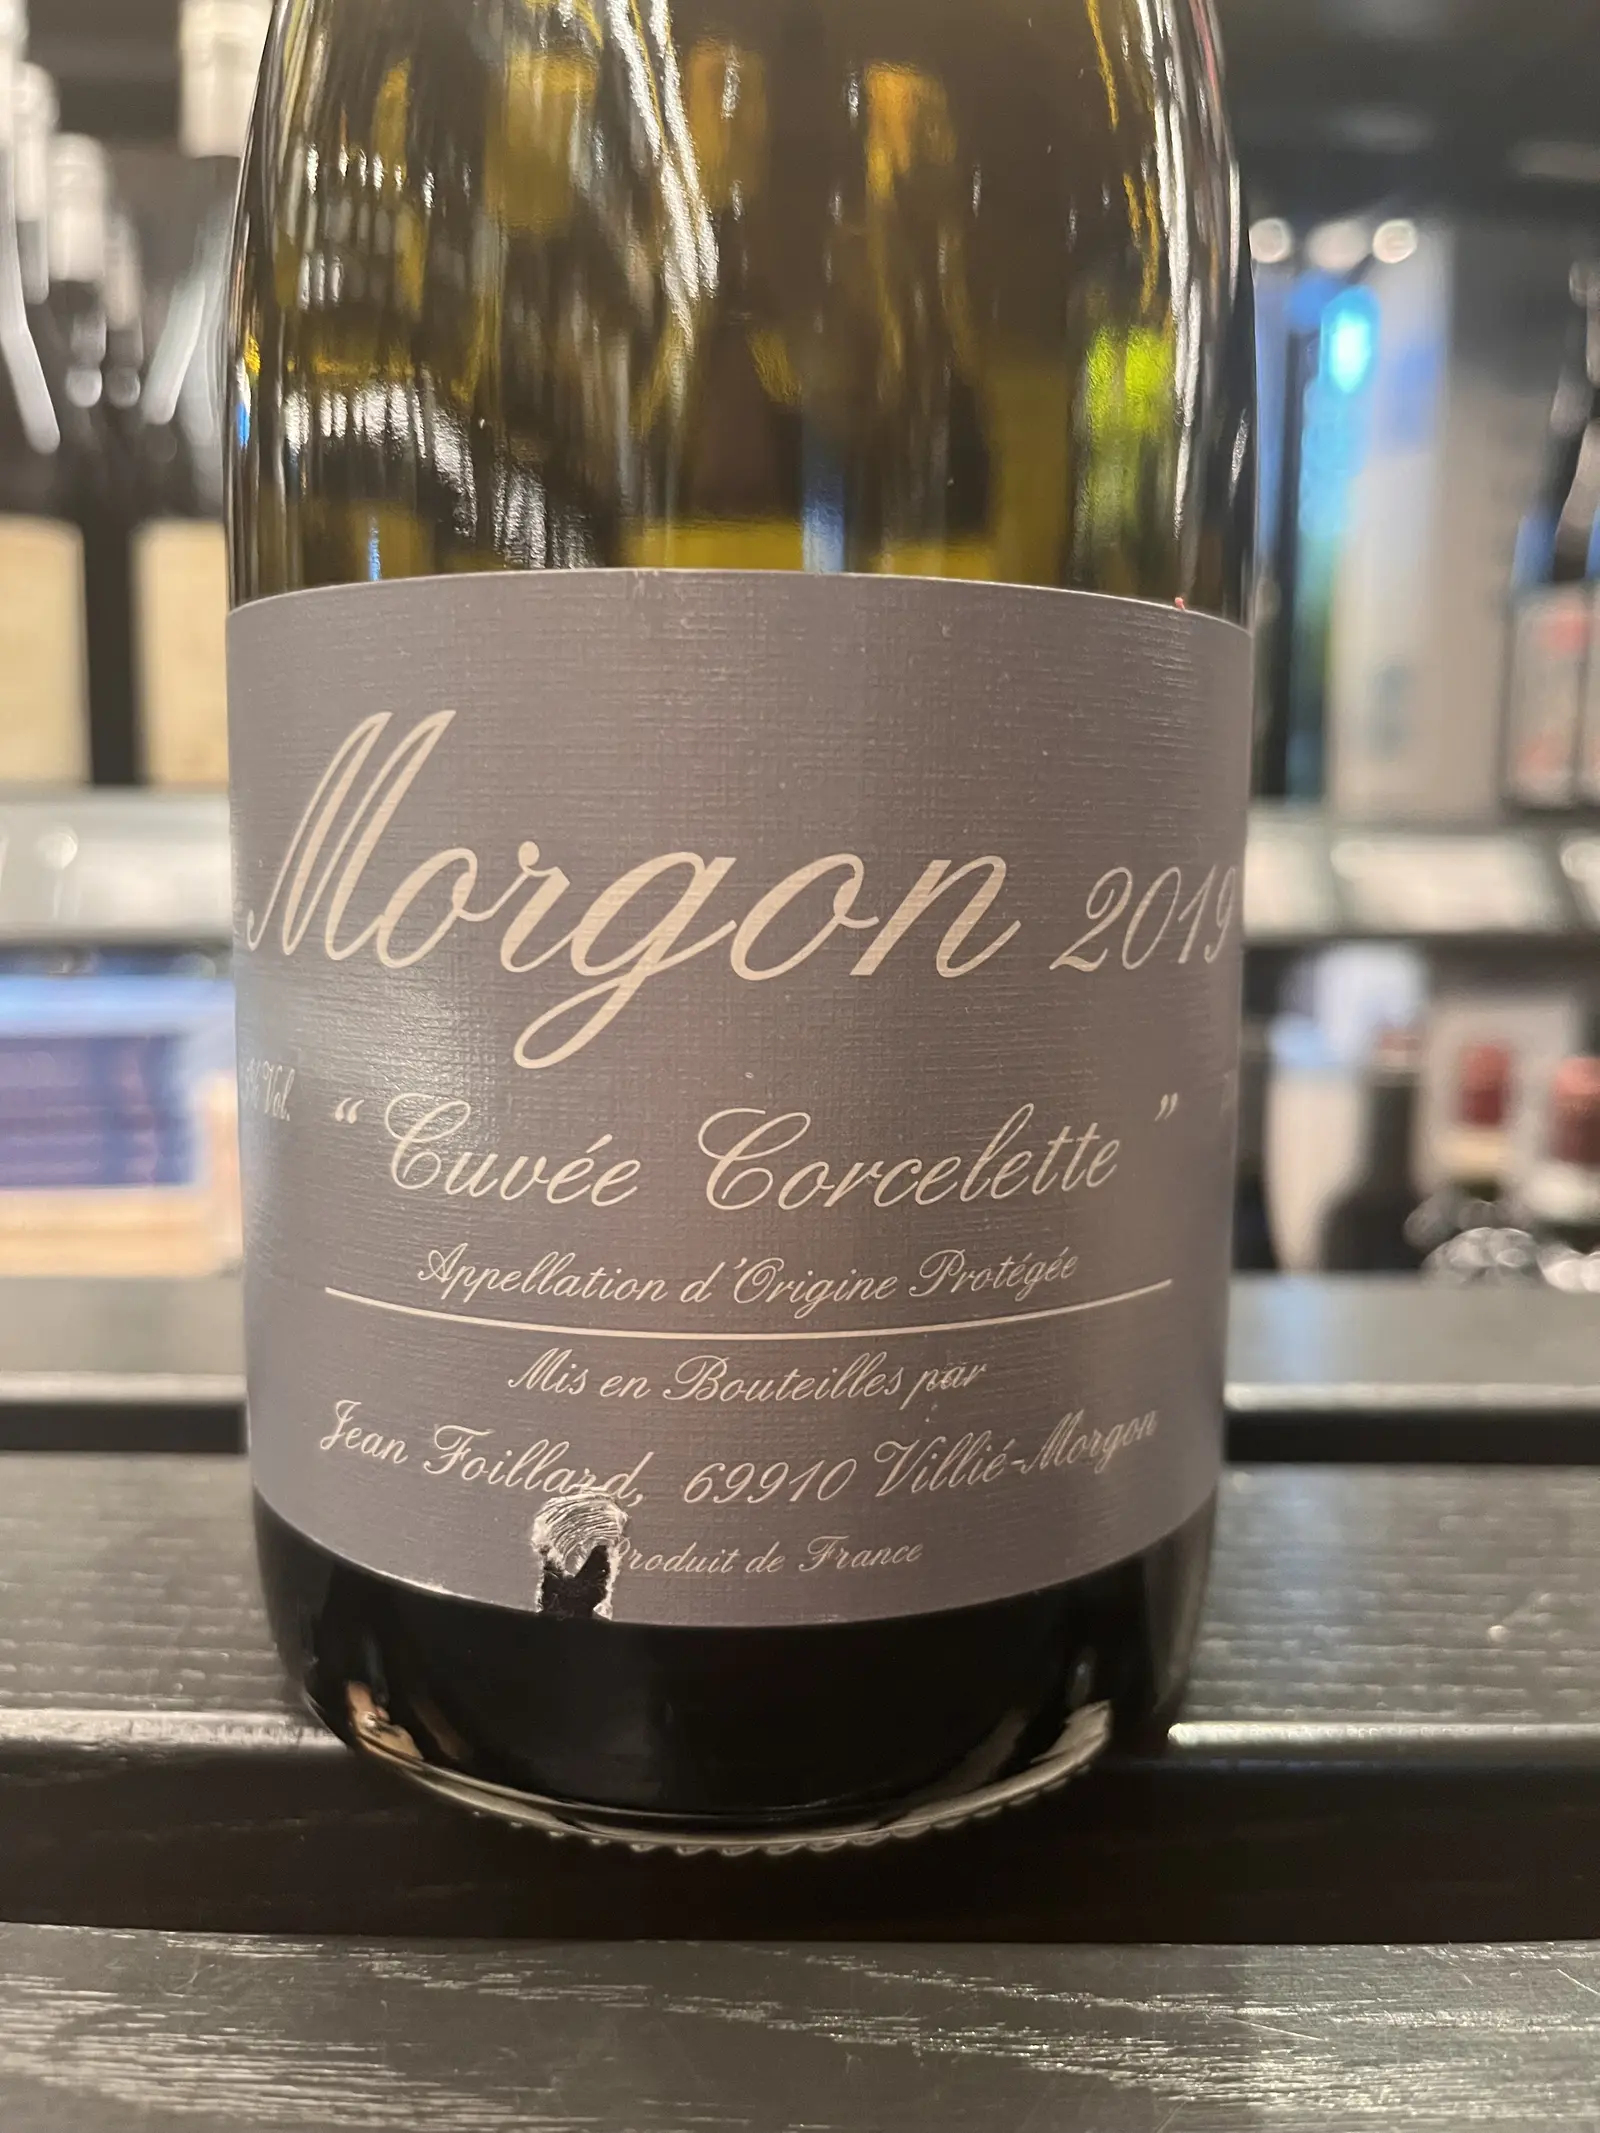 Morgon 2019
Vol.
“Cuvée Corcelette”
Appellation d'Origine Protégée
Mis en Bouteilles par
Jean Foillard, 69910 Villié-Morgon
Produit de France